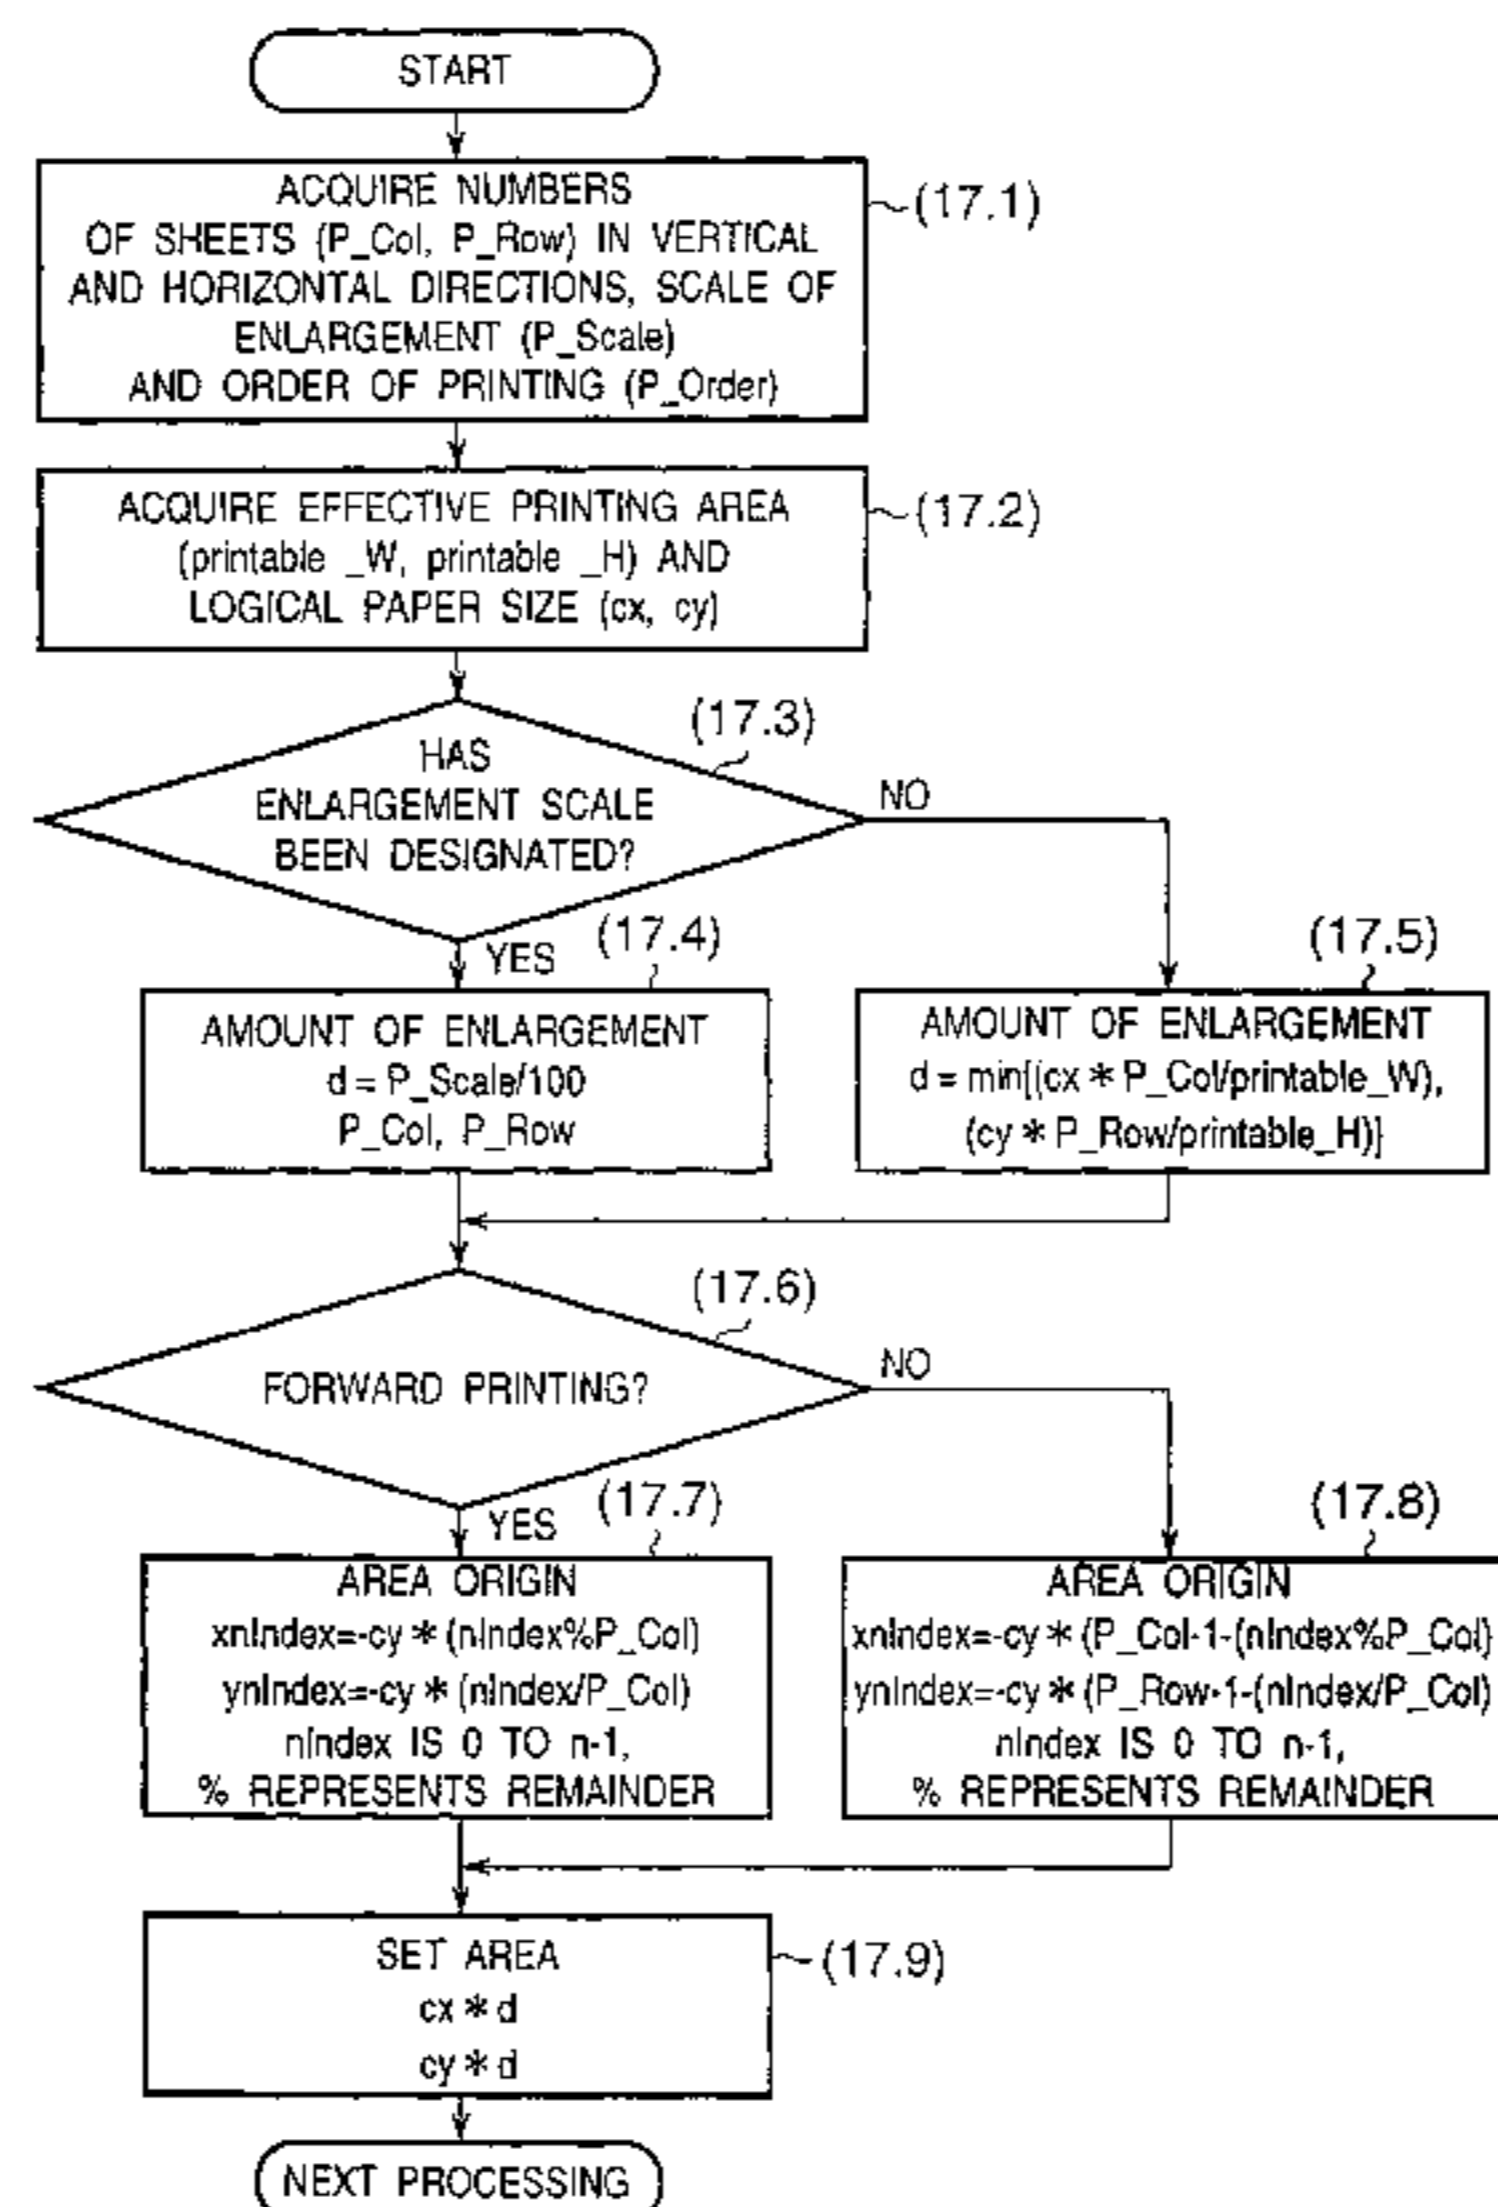 START
ACQUIRE NUMBERS
OF SHEETS (P_Col, P_Row) IN VERTICAL
AND HORIZONTAL DIRECTIONS, SCALE OF
ENLARGEMENT (P_Scale)
AND ORDER OF PRINTING (P_Order)
(17.1)
ACQUIRE EFFECTIVE PRINTING AREA
(printable _W, printable _H) AND
LOGICAL PAPER SIZE (cx, cy)
(17.2)
(17.3)
HAS
ENLARGEMENT SCALE
BEEN DESIGNATED?
NO
YES
(17.4)
AMOUNT OF ENLARGEMENT
d = P_Scale/100
P_Col, P_Row
(17.5)
AMOUNT OF ENLARGEMENT
d = min{(cx * P_Col/printable_W),
(cy * P_Row/printable_H)}
(17.6)
FORWARD PRINTING?
NO
YES
(17.7)
AREA ORIGIN
xnIndex=-cy * (nIndex%P_Col)
ynIndex=-cy * (nIndex/P_Col)
nIndex IS 0 TO n-1,
% REPRESENTS REMAINDER
(17.8)
AREA ORIGIN
xnIndex=-cy * (P_Col-1-(nIndex%P_Col)
ynIndex=-cy * (P_Row-1-(nIndex/P_Col)
nIndex IS 0 TO n-1,
% REPRESENTS REMAINDER
SET AREA
cx * d
cy * d
(17.9)
NEXT PROCESSING